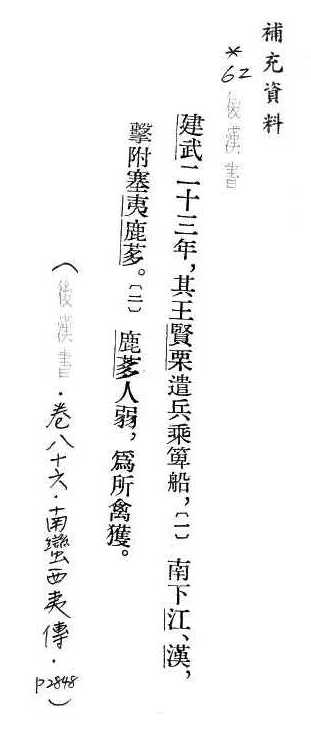 補充資料
*62 後漢書
建武二十三年，其王賢栗遣兵乘箄船，〔一〕南下江、漢，
擊附塞夷鹿茤。〔二〕鹿茤人弱，為所禽獲。
（後漢書．卷八十六．南蠻西夷傳．p2848）